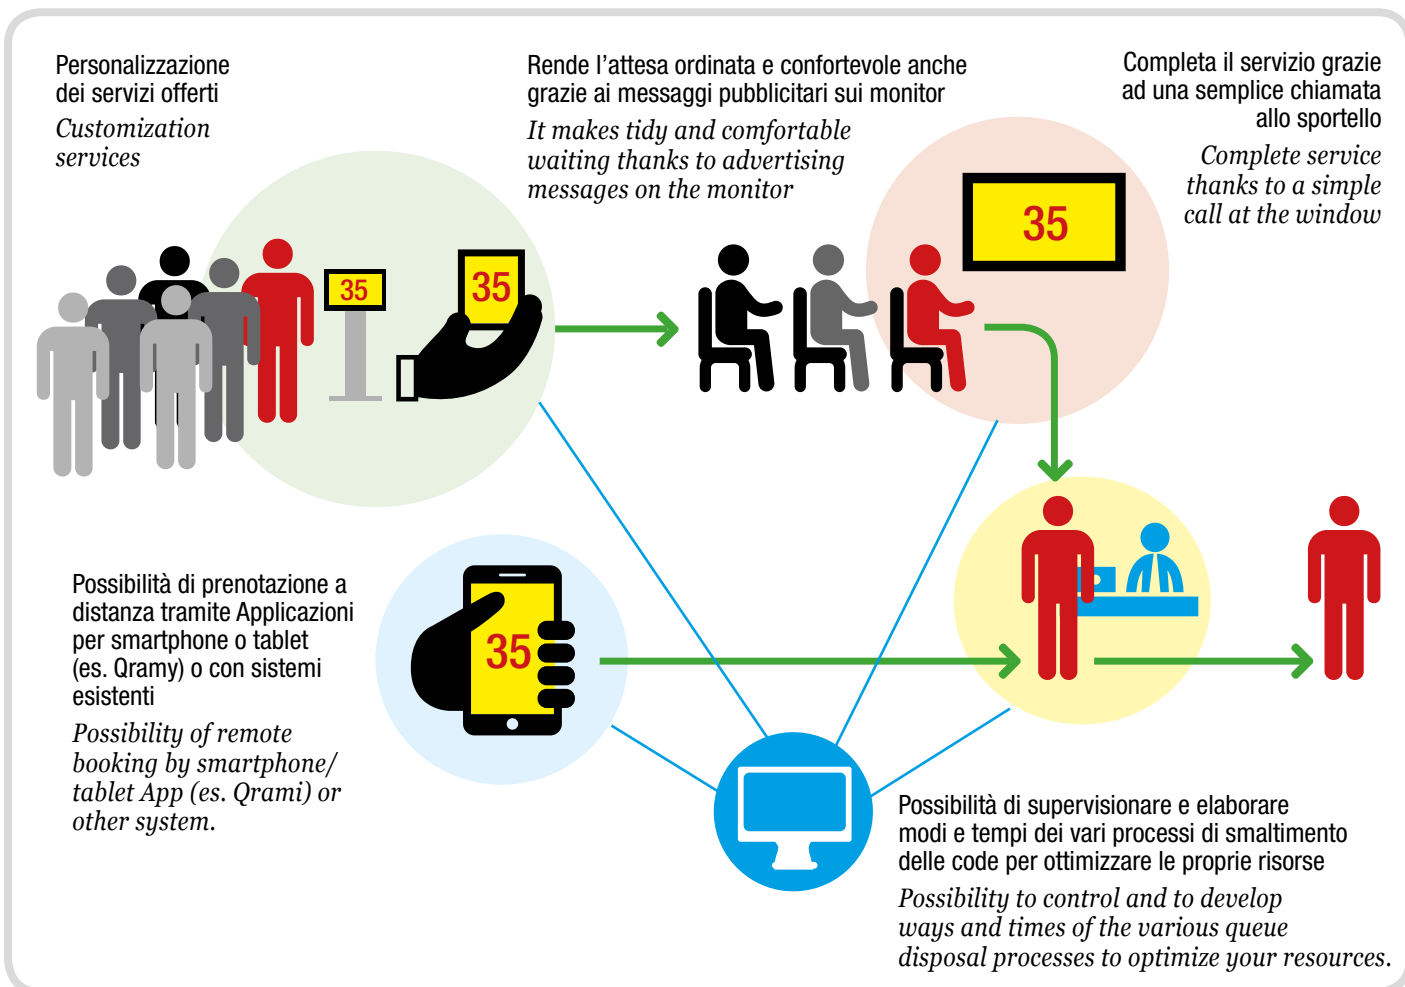 Personalizzazione
dei servizi offerti
Customization
services
Rende l'attesa ordinata e confortevole anche
grazie ai messaggi pubblicitari sui monitor
It makes tidy and comfortable
waiting thanks to advertising
messages on the monitor
Completa il servizio grazie
ad una semplice chiamata
allo sportello
Complete service
thanks to a simple
call at the window
35
35
35
Possibilità di prenotazione a
distanza tramite Applicazioni
per smartphone o tablet
(es. Qramy) o con sistemi
esistenti
Possibility of remote
booking by smartphone/
tablet App (es. Qrami) or
other system.
35
Possibilità di supervisionare e elaborare
modi e tempi dei vari processi di smaltimento
delle code per ottimizzare le proprie risorse
Possibility to control and to develop
ways and times of the various queue
disposal processes to optimize your resources.